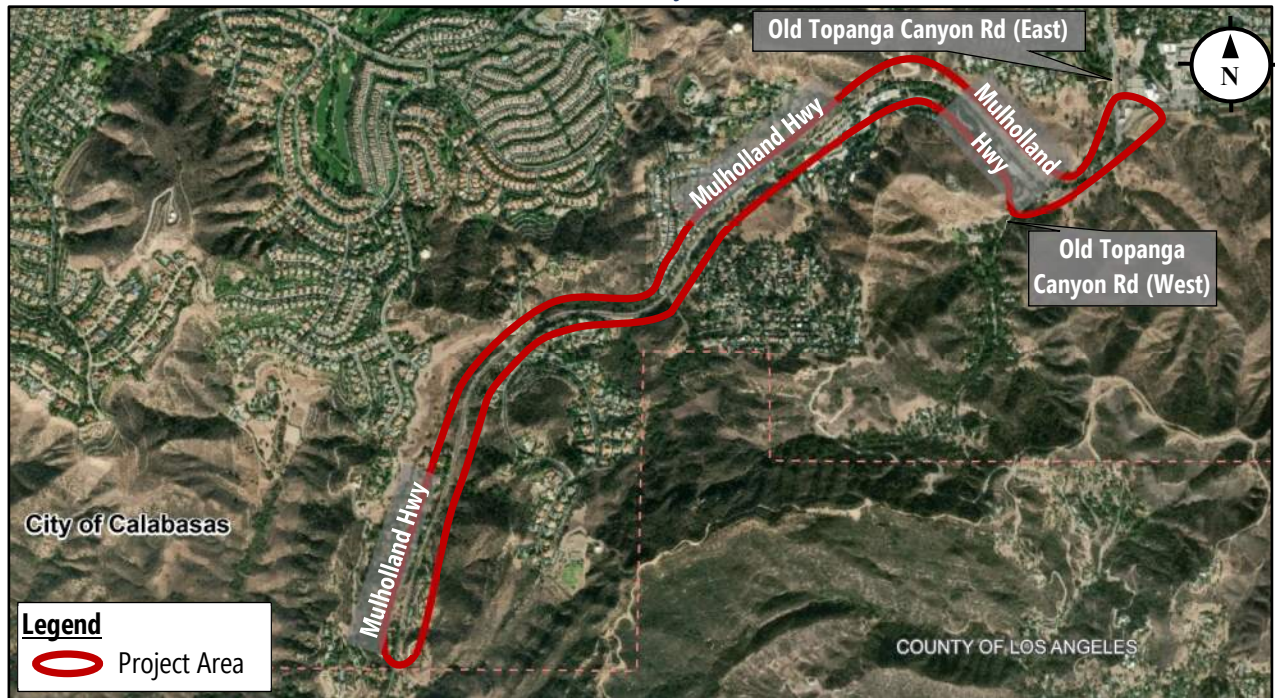 Old Topanga Canyon Rd (East)
N
Mulholland Hwy
Mulholland
Hwy
Old Topanga
Canyon Rd (West)
Mulholland Hwy
City of Calabasas
COUNTY OF LOS ANGELES
Legend
Project Area